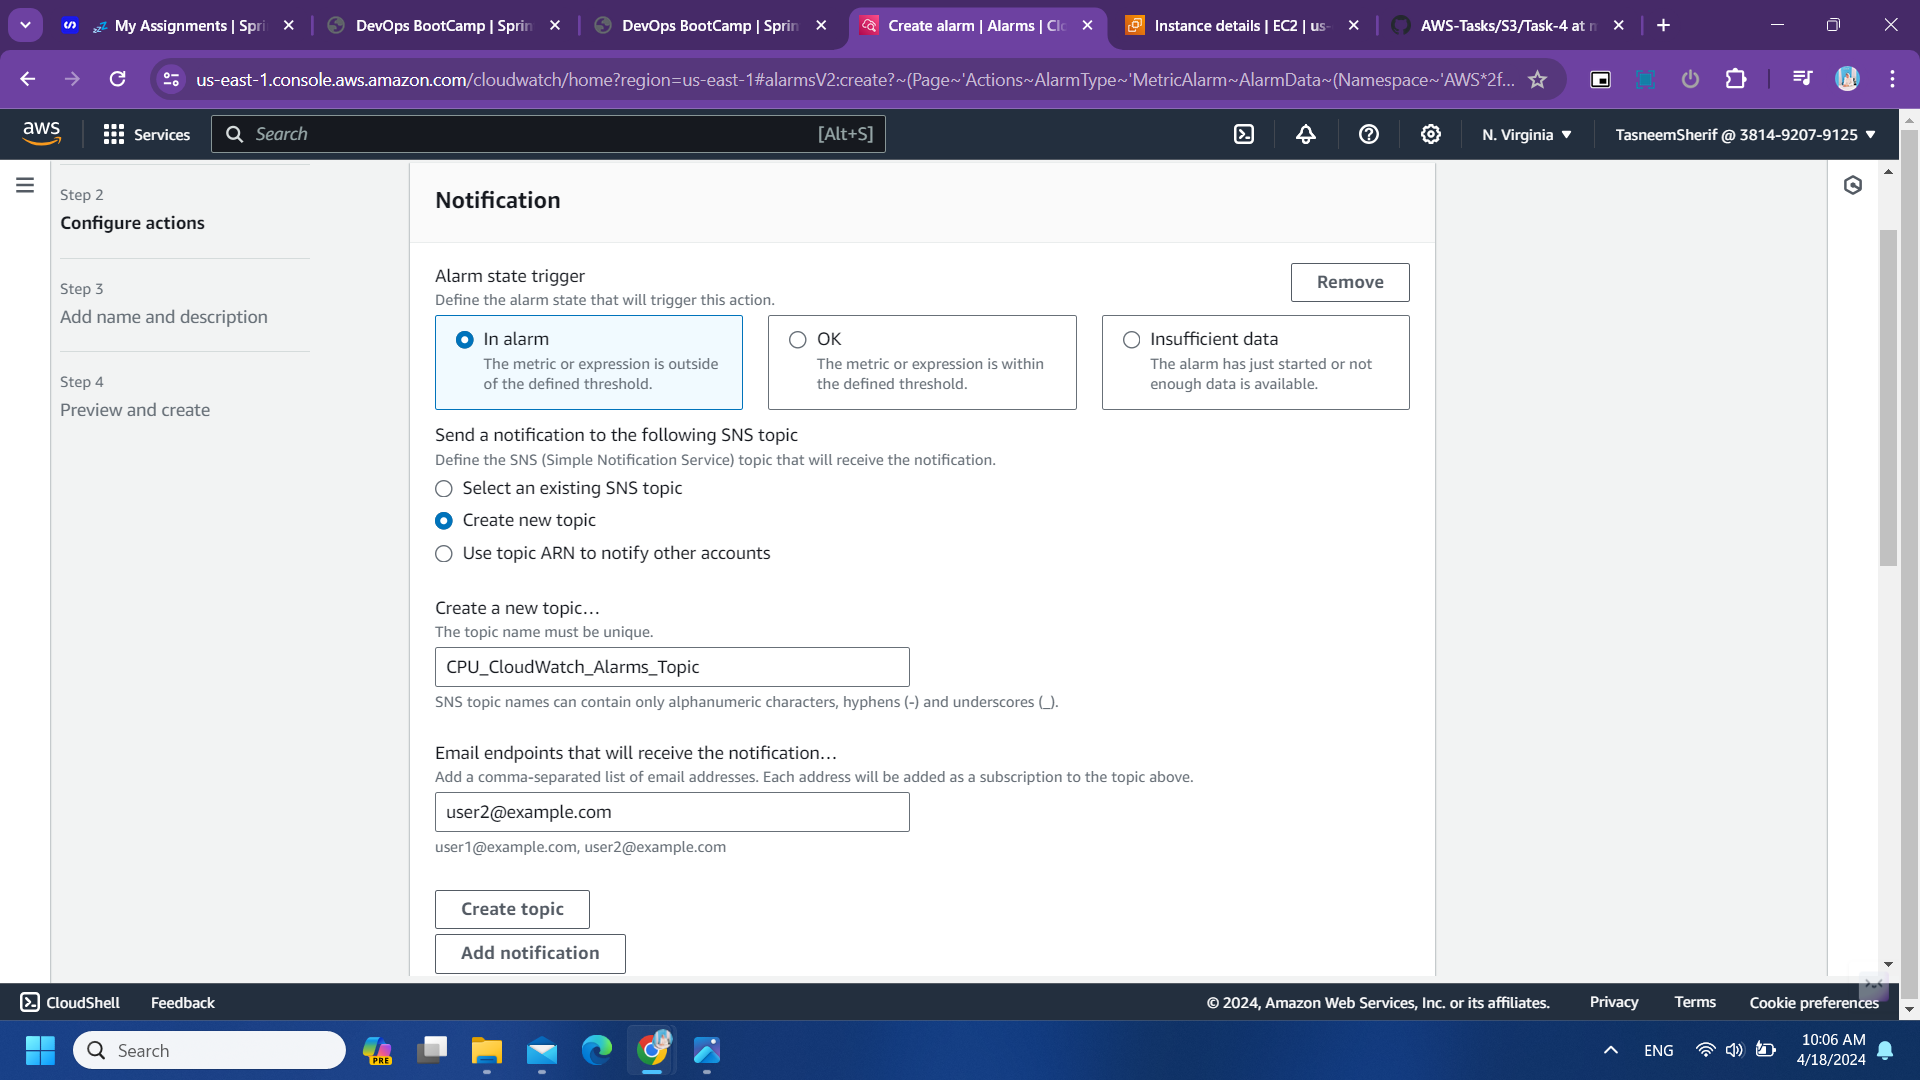 My Assignments | Spri
DevOps BootCamp | Sprin
DevOps BootCamp | Sprin
Create alarm | Alarms | Clo
Instance details | EC2 | us-
AWS-Tasks/S3/Task-4 at m
us-east-1.console.aws.amazon.com/cloudwatch/home?region=us-east-1#alarmsV2:create?~(Page~'Actions~AlarmType~'MetricAlarm~AlarmData~(Namespace~'AWS*2f...
aws
Services
Search
[Alt+S]
N. Virginia
TasneemSherif @ 3814-9207-9125
Step 2
Configure actions
Step 3
Add name and description
Step 4
Preview and create
Notification
Alarm state trigger
Define the alarm state that will trigger this action.
Remove
In alarm
The metric or expression is outside
of the defined threshold.
OK
The metric or expression is within
the defined threshold.
Insufficient data
The alarm has just started or not
enough data is available.
Send a notification to the following SNS topic
Define the SNS (Simple Notification Service) topic that will receive the notification.
Select an existing SNS topic
Create new topic
Use topic ARN to notify other accounts
Create a new topic…
The topic name must be unique.
CPU_CloudWatch_Alarms_Topic
SNS topic names can contain only alphanumeric characters, hyphens (-) and underscores (_).
Email endpoints that will receive the notification…
Add a comma-separated list of email addresses. Each address will be added as a subscription to the topic above.
user2@example.com
user1@example.com, user2@example.com
Create topic
Add notification
CloudShell
Feedback
© 2024, Amazon Web Services, Inc. or its affiliates.
Privacy
Terms
Cookie preferences
Search
PRE
ENG
10:06 AM
4/18/2024